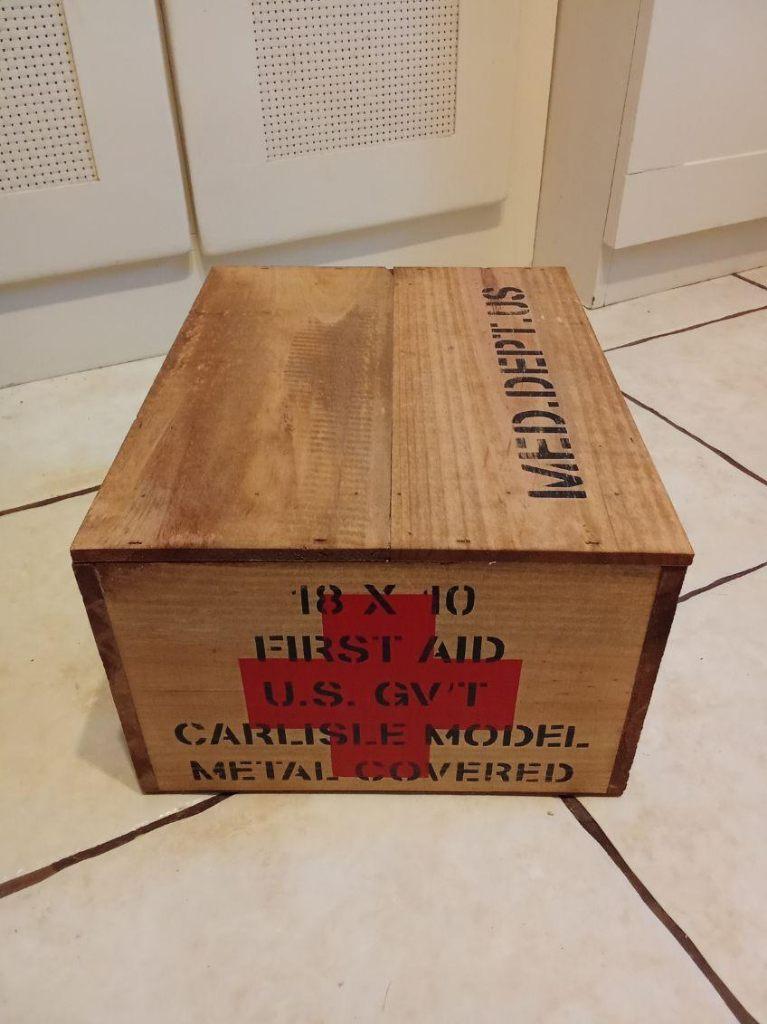 MED.DEPT.US
18 X 10
FIRST AID
U.S. GV'T
CARLISLE MODEL
METAL COVERED